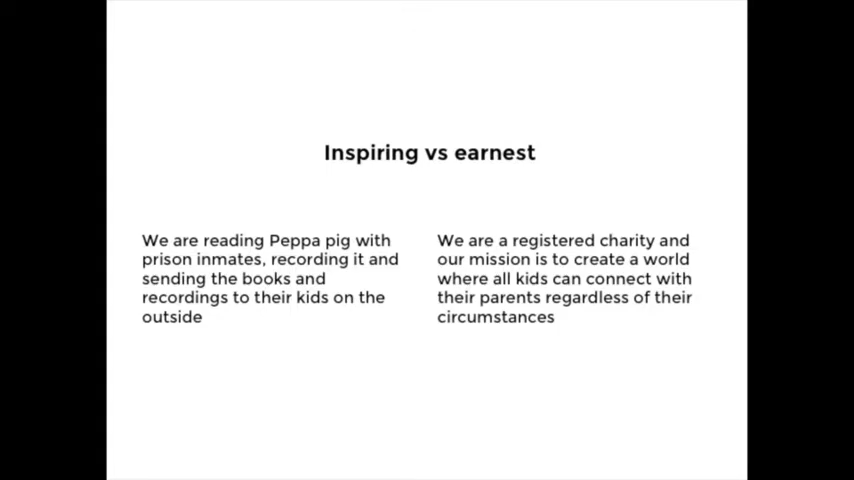 Inspiring vs earnest
We are reading Peppa pig with
prison inmates, recording it and
sending the books and
recordings to their kids on the
outside
We are a registered charity and
our mission is to create a world
where all kids can connect with
their parents regardless of their
circumstances